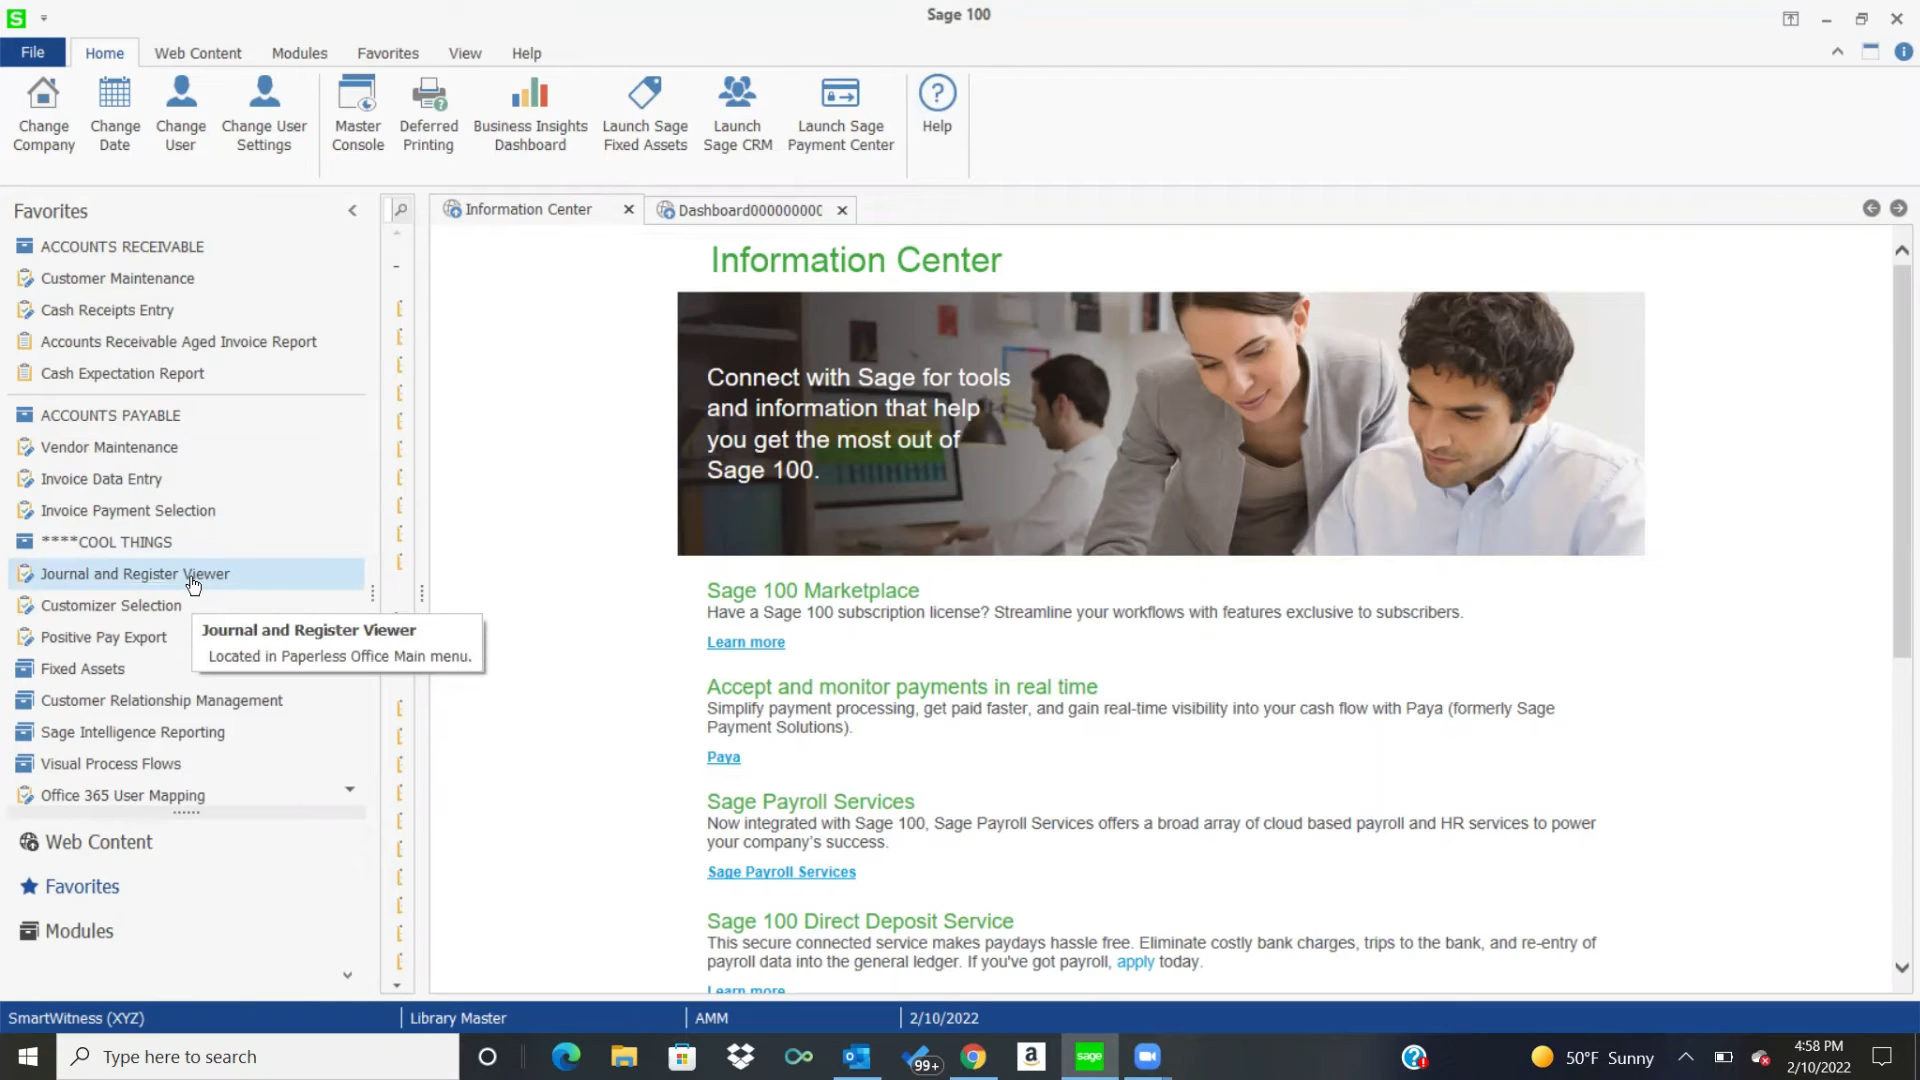 S
Sage 100
File
Home
Web Content
Modules
Favorites
View
Help
Change Company
Change Date
Change User
Change User Settings
Master Console
Deferred Printing
Business Insights Dashboard
Launch Sage Fixed Assets
Launch Sage CRM
Launch Sage Payment Center
Help
Favorites
ACCOUNTS RECEIVABLE
Customer Maintenance
Cash Receipts Entry
Accounts Receivable Aged Invoice Report
Cash Expectation Report
ACCOUNTS PAYABLE
Vendor Maintenance
Invoice Data Entry
Invoice Payment Selection
****COOL THINGS
Journal and Register Viewer
Customizer Selection
Positive Pay Export
Fixed Assets
Customer Relationship Management
Sage Intelligence Reporting
Visual Process Flows
Office 365 User Mapping
Journal and Register Viewer
Located in Paperless Office Main menu.
Web Content
Favorites
Modules
Information Center
Dashboard000000000
Information Center
Connect with Sage for tools
and information that help
you get the most out of
Sage 100.
Sage 100 Marketplace
Have a Sage 100 subscription license? Streamline your workflows with features exclusive to subscribers.
Learn more
Accept and monitor payments in real time
Simplify payment processing, get paid faster, and gain real-time visibility into your cash flow with Paya (formerly Sage
Payment Solutions).
Paya
Sage Payroll Services
Now integrated with Sage 100, Sage Payroll Services offers a broad array of cloud based payroll and HR services to power
your company's success.
Sage Payroll Services
Sage 100 Direct Deposit Service
This secure connected service makes paydays hassle free. Eliminate costly bank charges, trips to the bank, and re-entry of
payroll data into the general ledger. If you've got payroll, apply today.
Learn more
SmartWitness (XYZ)
Library Master
AMM
2/10/2022
Type here to search
99+
a
sage
50°F Sunny
4:58 PM
2/10/2022